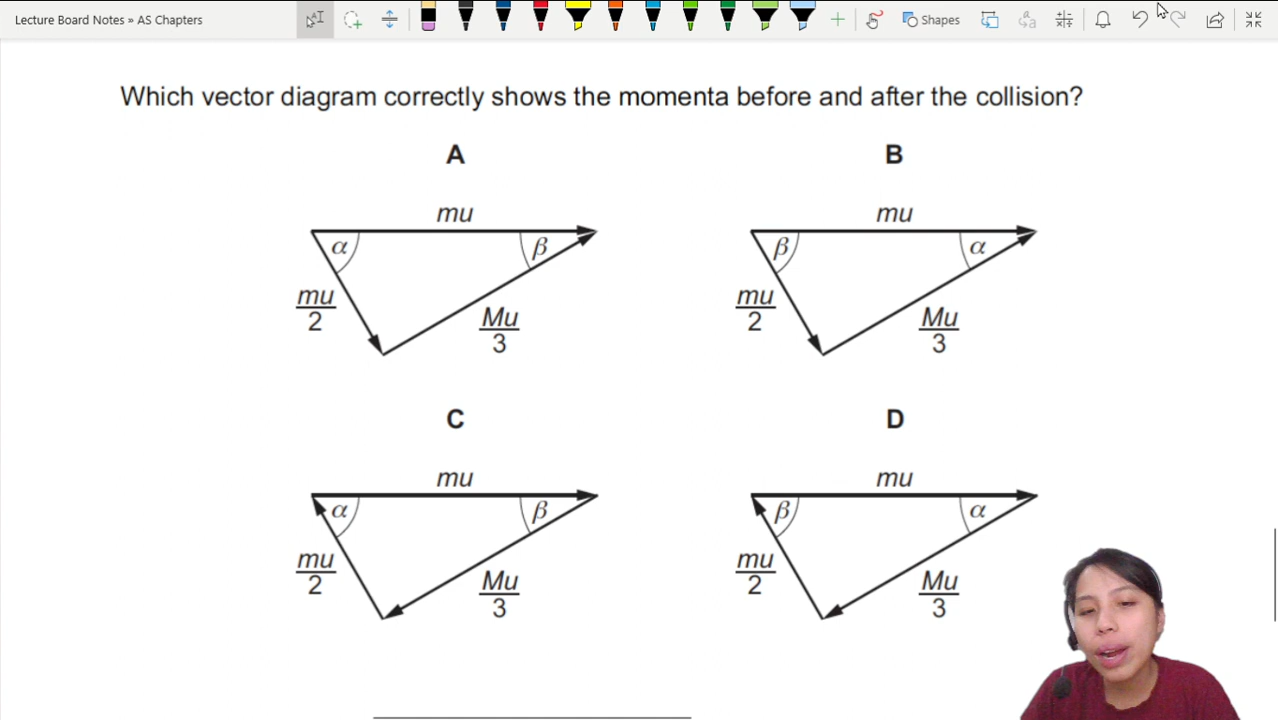 Lecture Board Notes » AS Chapters
Shapes
Which vector diagram correctly shows the momenta before and after the collision?
A
B
mu
mu
α
β
β
α
mu
2
Mu
3
mu
2
Mu
3
C
D
mu
mu
α
β
β
α
mu
2
Mu
3
mu
2
Mu
3